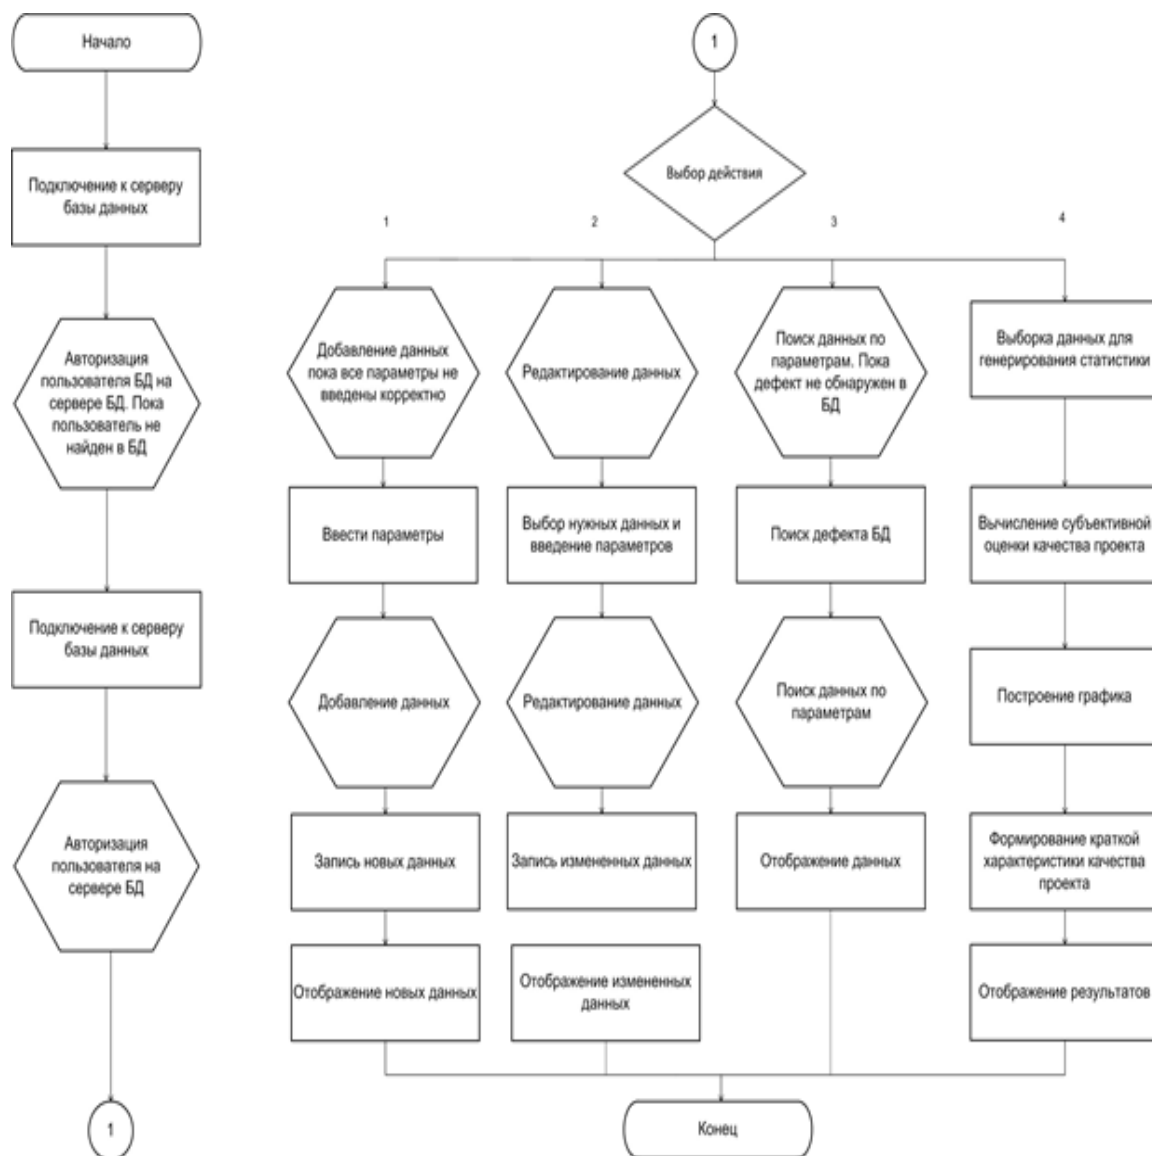 Начало
Подключение к серверу
базы данных
Авторизация
пользователя БД на
сервере БД. Пока
пользователь не
найден в БД
Подключение к серверу
базы данных
Авторизация
пользователя на
сервере БД
1
1
Выбор действия
1
2
3
4
Добавление данных
пока все параметры не
введены корректно
Ввести параметры
Добавление данных
Запись новых данных
Отображение новых данных
Редактирование данных
Выбор нужных данных и
введение параметров
Редактирование данных
Запись измененных данных
Отображение измененных
данных
Поиск данных по
параметрам. Пока
дефект не обнаружен в
БД
Поиск дефекта БД
Поиск данных по
параметрам
Отображение данных
Выборка данных для
генерирования статистики
Вычисление субъективной
оценки качества проекта
Построение графика
Формирование краткой
характеристики качества
проекта
Отображение результатов
Конец